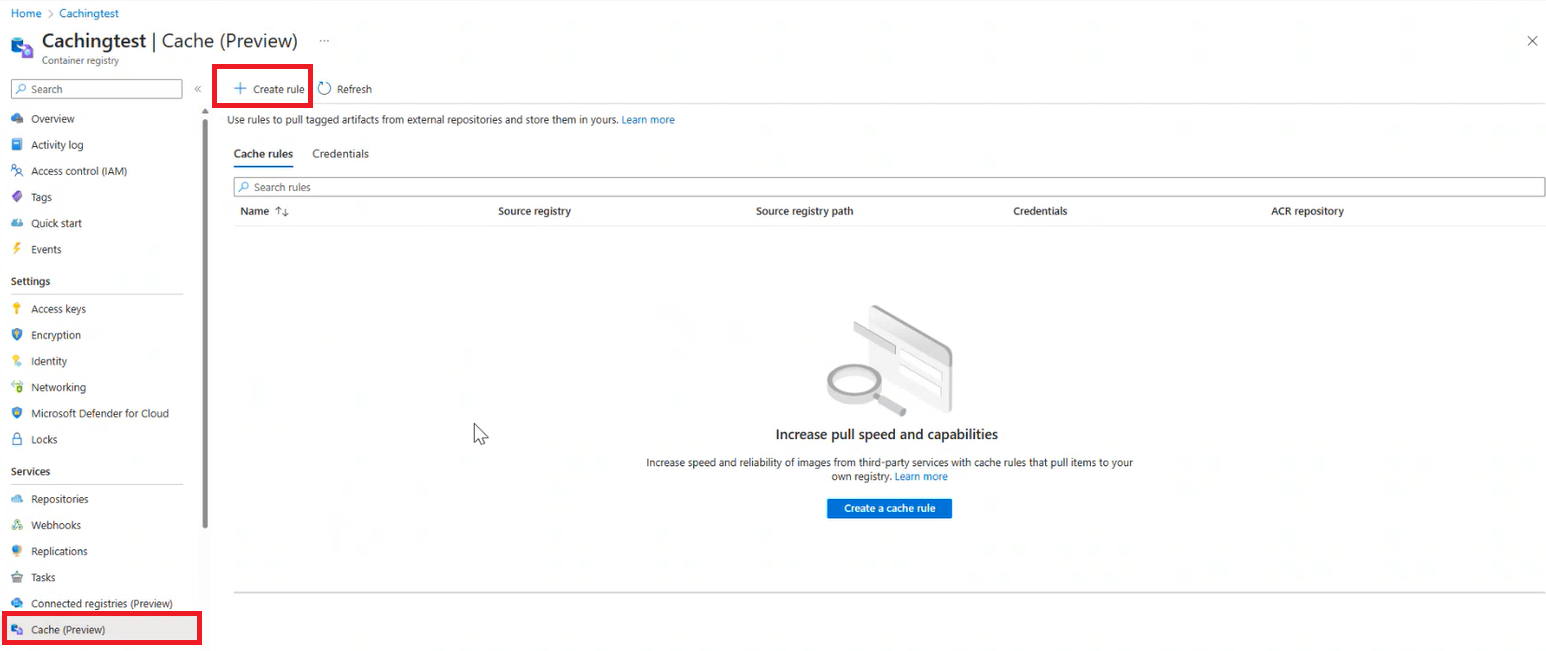 Home > Cachingtest
Cachingtest | Cache (Preview) ...
Container registry
Search «
+ Create rule Refresh
Overview
Activity log
Access control (IAM)
Tags
Quick start
Events
Settings
Access keys
Encryption
Identity
Networking
Microsoft Defender for Cloud
Locks
Services
Repositories
Webhooks
Replications
Tasks
Connected registries (Preview)
Cache (Preview)
Use rules to pull tagged artifacts from external repositories and store them in yours. Learn more
Cache rules Credentials
Search rules
Name ↑↓ Source registry Source registry path Credentials ACR repository
Increase pull speed and capabilities
Increase speed and reliability of images from third-party services with cache rules that pull items to your
own registry. Learn more
Create a cache rule